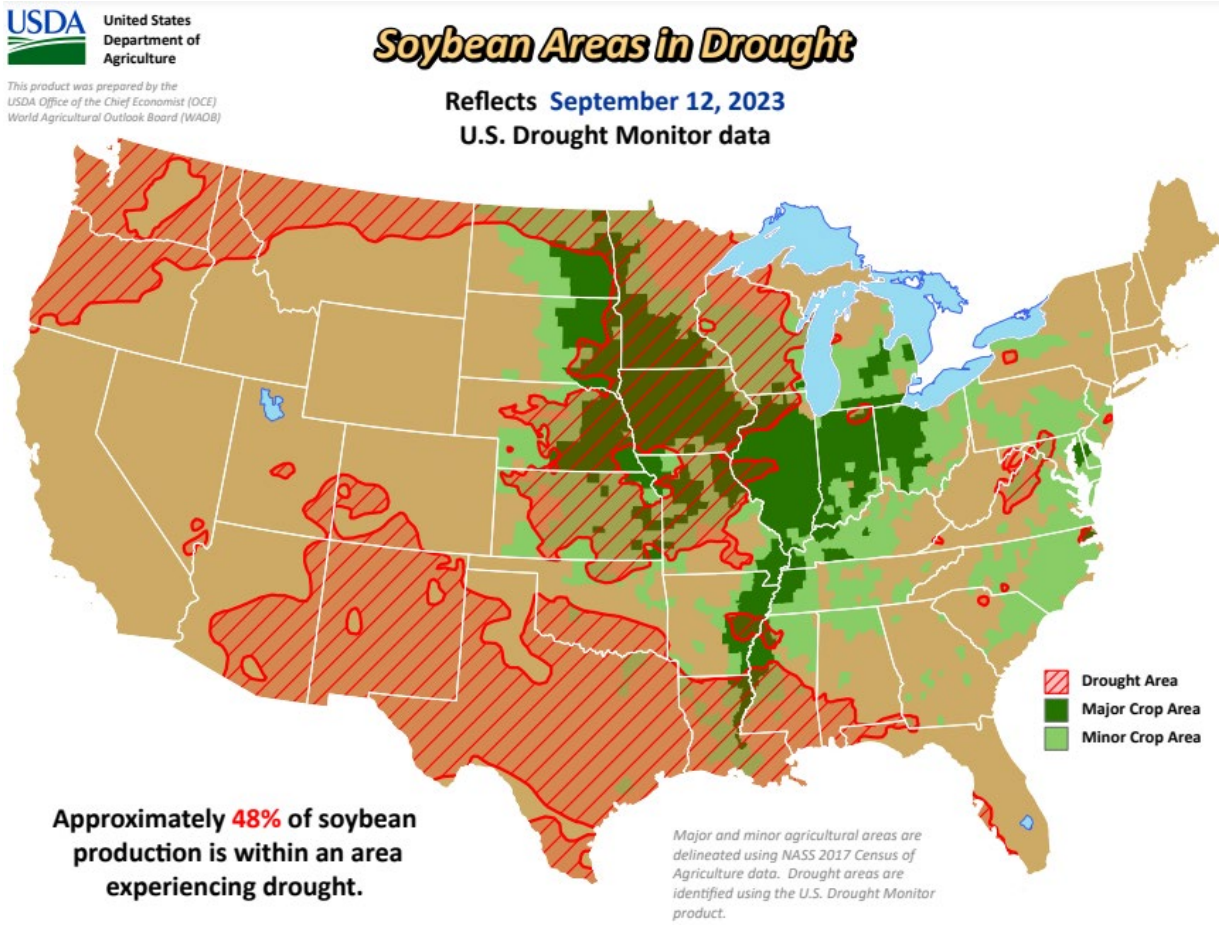 USDA
United States
Department of
Agriculture
This product was prepared by the
USDA Office of the Chief Economist (OCE)
World Agricultural Outlook Board (WAOB)
Soybean Areas in Drought
Reflects September 12, 2023
U.S. Drought Monitor data
Drought Area
Major Crop Area
Minor Crop Area
Approximately 48% of soybean
production is within an area
experiencing drought.
Major and minor agricultural areas are
delineated using NASS 2017 Census of
Agriculture data. Drought areas are
identified using the U.S. Drought Monitor
product.